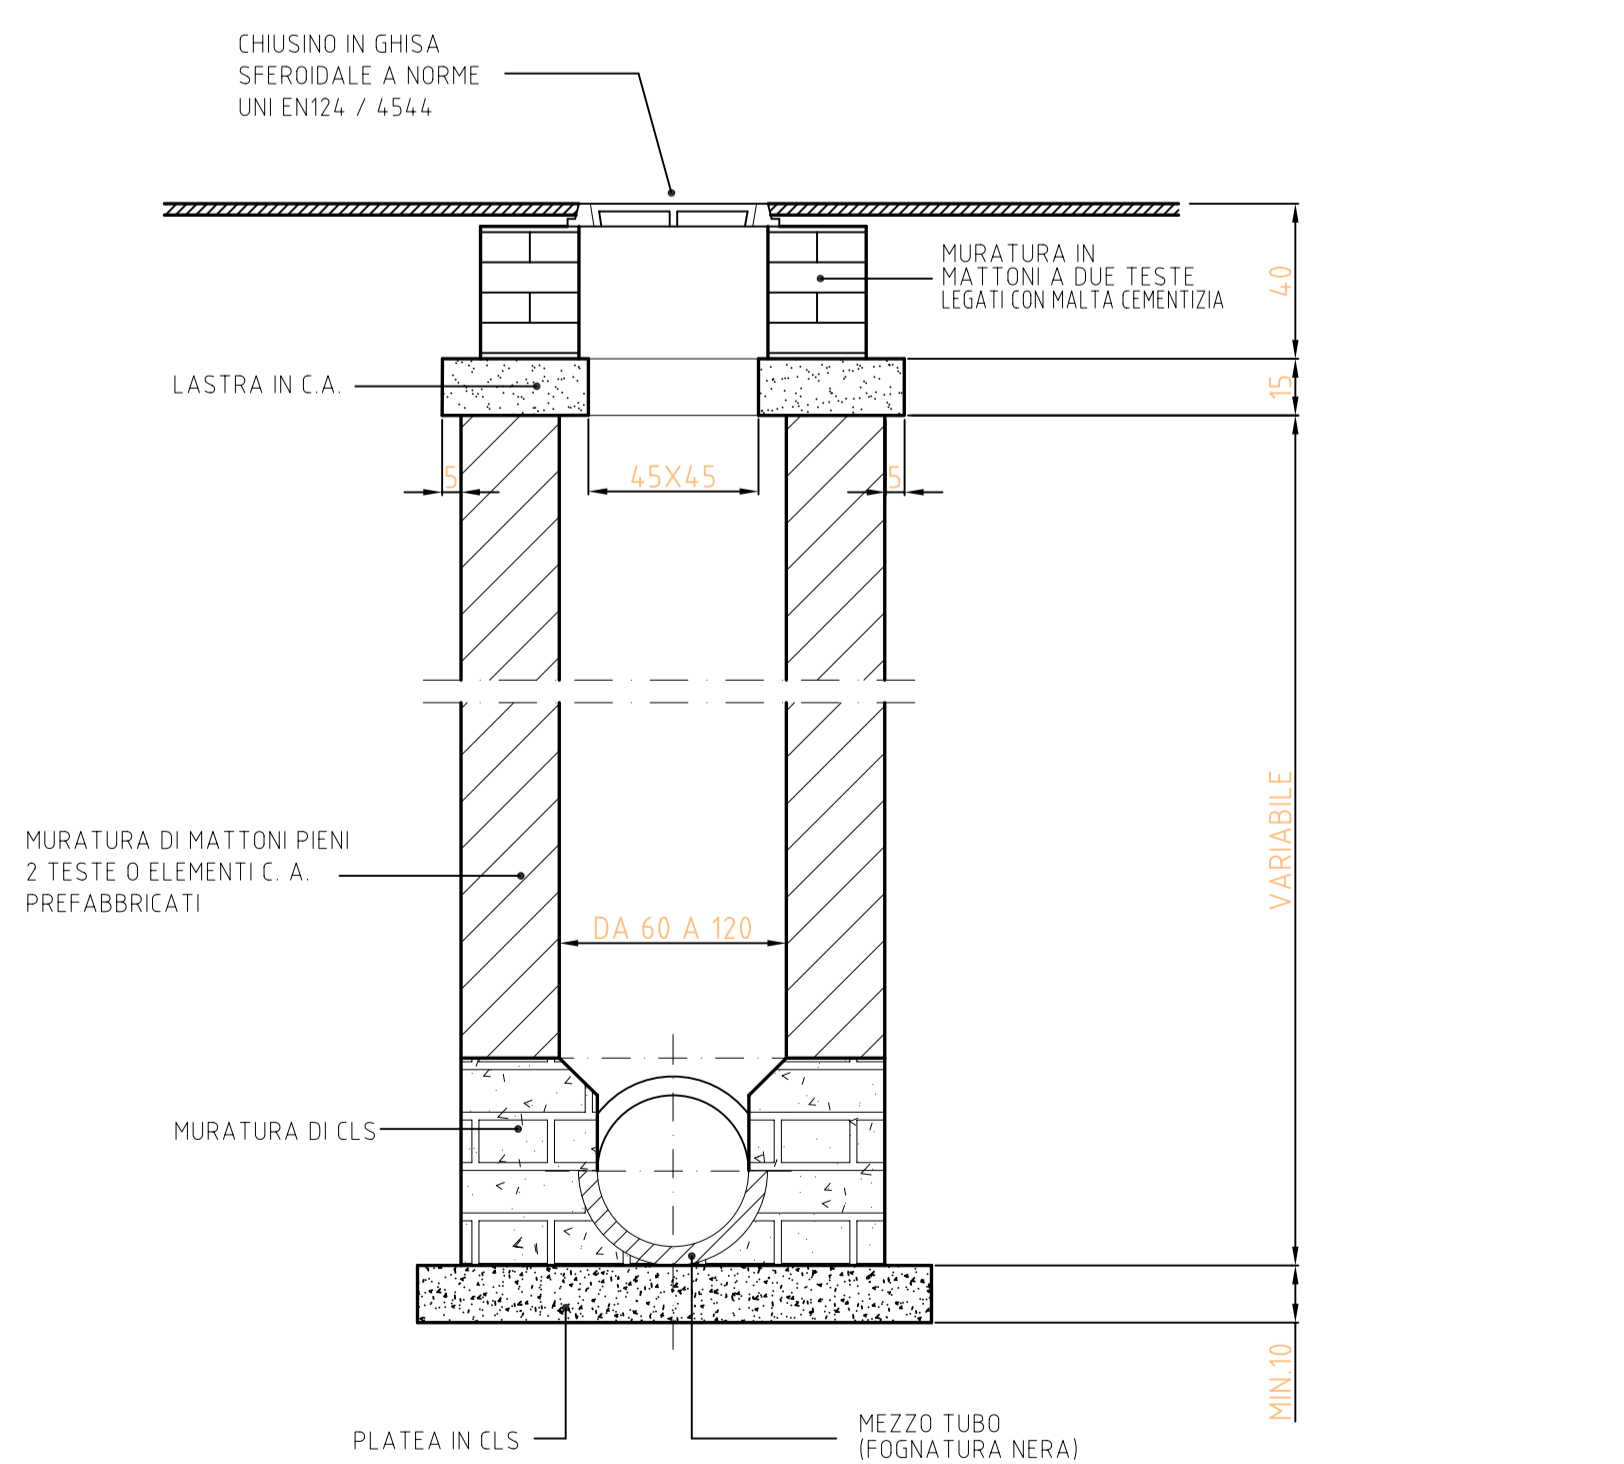 CHIUSINO IN GHISA
SFEROIDALE A NORME
UNI EN124 / 4544
MURATURA IN
MATTONI A DUE TESTE
LEGATI CON MALTA CEMENTIZIA
40
LASTRA IN C.A.
15
5
45X45
5
VARIABILE
MURATURA DI MATTONI PIENI
2 TESTE O ELEMENTI C. A.
PREFABBRICATI
DA 60 A 120
MURATURA DI CLS
MIN.10
PLATEA IN CLS
MEZZO TUBO
(FOGNATURA NERA)